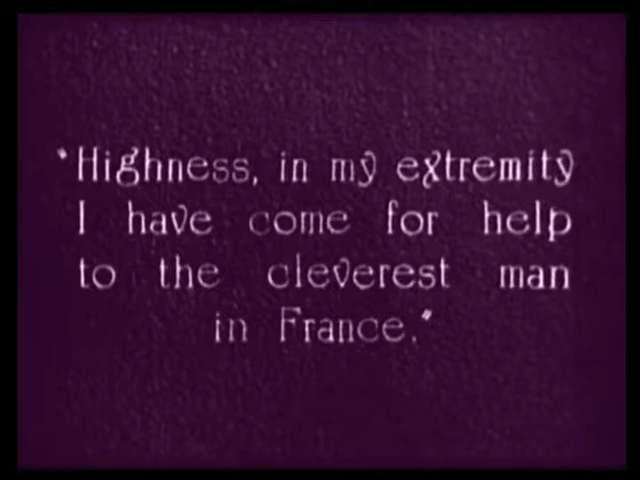 "Highness, in my extremity
I have come for help
to the cleverest man
in France."